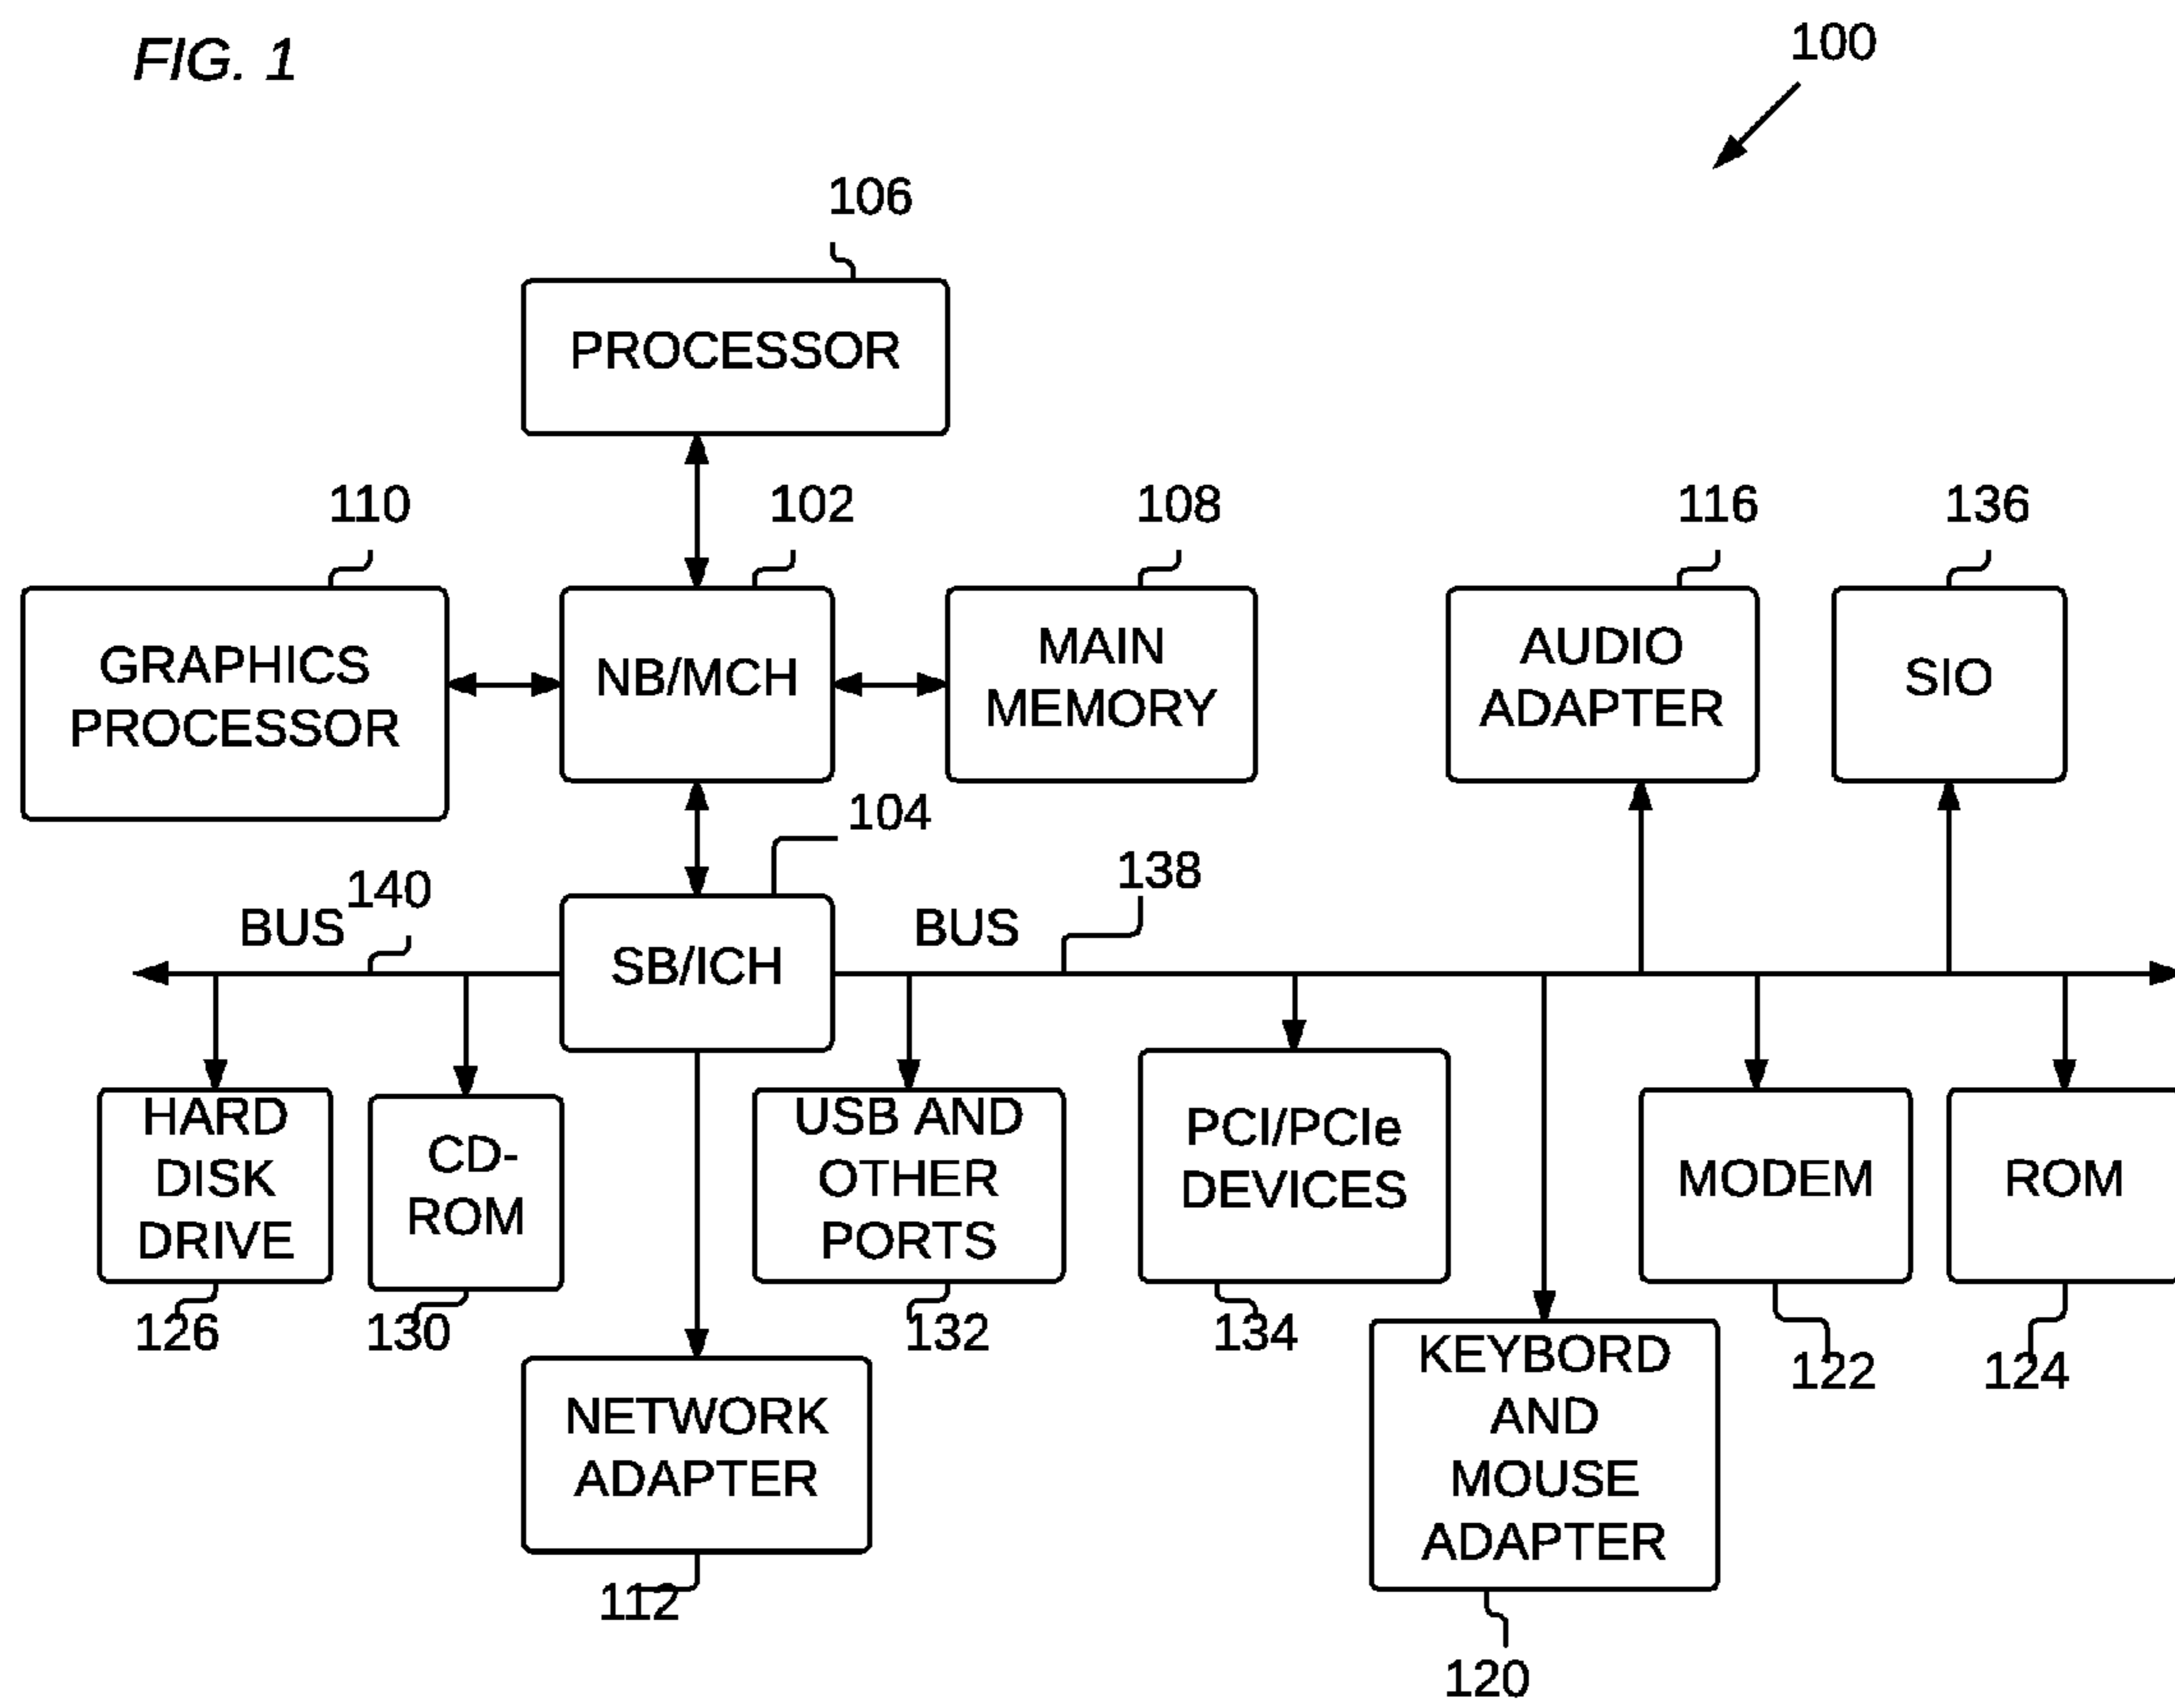 FIG. 1
100
106
PROCESSOR
110
102
108
116
136
GRAPHICS
PROCESSOR
NB/MCH
MAIN
MEMORY
AUDIO
ADAPTER
SIO
104
138
140
BUS
BUS
SB/ICH
HARD
DISK
DRIVE
CD-
ROM
USB AND
OTHER
PORTS
PCI/PCIe
DEVICES
MODEM
ROM
126
130
132
134
122
124
NETWORK
ADAPTER
KEYBORD
AND
MOUSE
ADAPTER
112
120